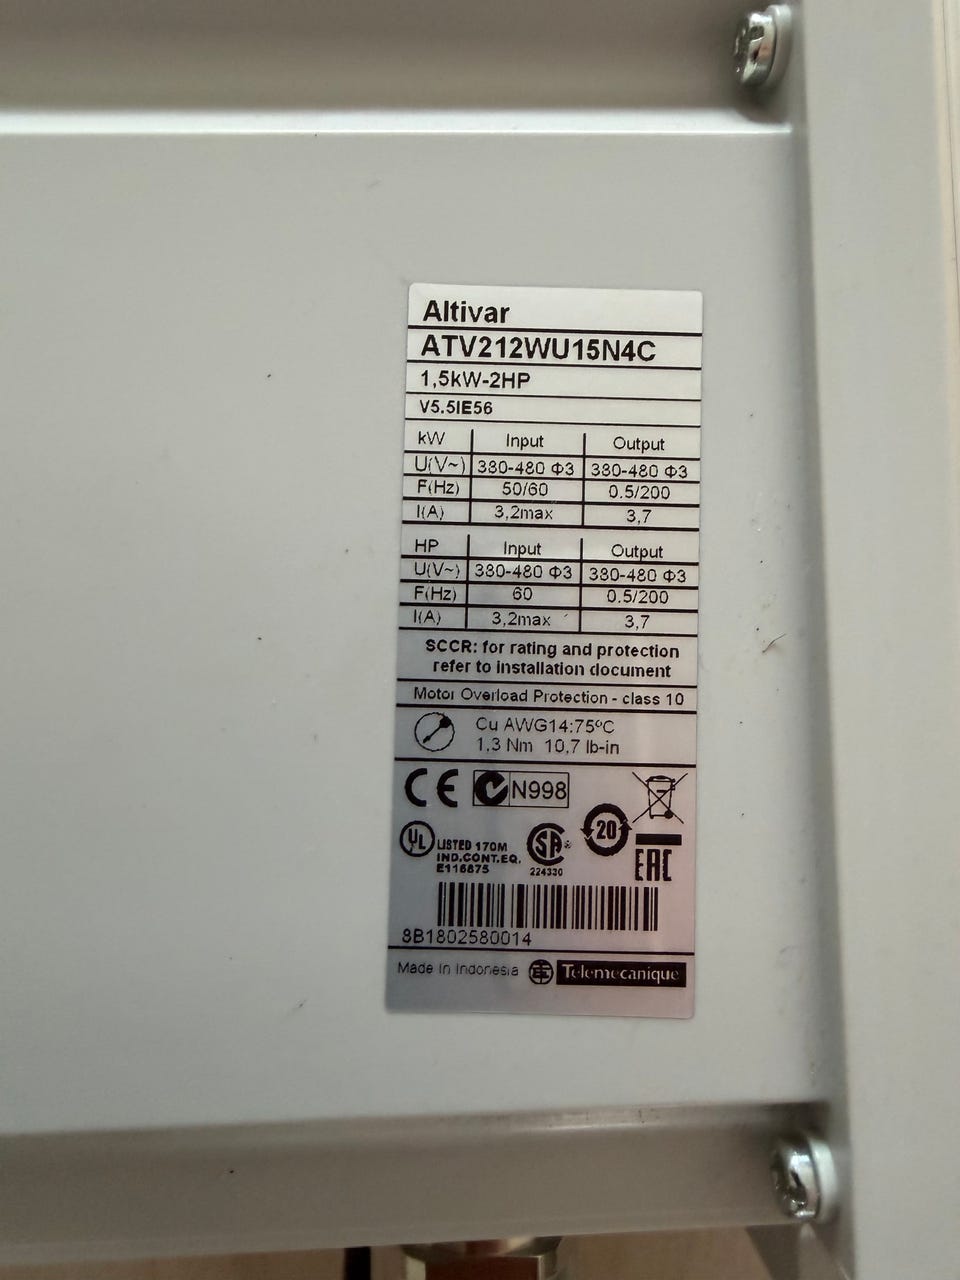 Altivar
ATV212WU15N4C
1,5kW-2HP
V5.5IE56
kW Input Output
U(V~) 380-480 Φ3 380-480 Φ3
F(Hz) 50/60 0.5/200
I(A) 3,2max 3,7
HP Input Output
U(V~) 380-480 Φ3 380-480 Φ3
F(Hz) 60 0.5/200
I(A) 3,2max 3,7
SCCR: for rating and protection
refer to installation document
Motor Overload Protection - class 10
Cu AWG14:75ºC
1,3 Nm 10,7 lb-in
CE N998
UL LISTED 170M
IND.CONT.EQ.
E116875
SA
224330
20
EAC
8B1802580014
Made in Indonesia Telemecanique